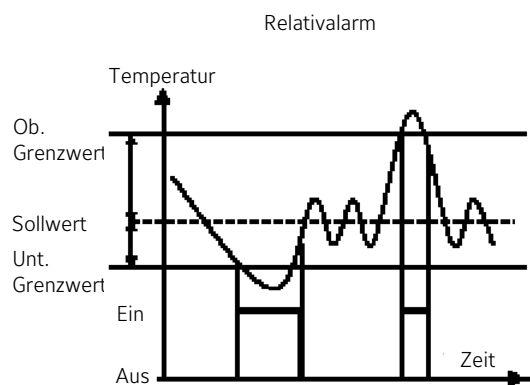 Relativalarm
Temperatur
Ob.
Grenzwert
Sollwert
Unt.
Grenzwert
Ein
Aus
Zeit